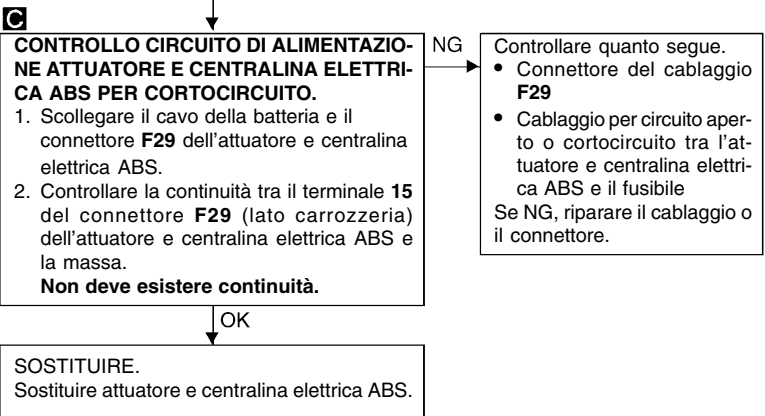 C
CONTROLLO CIRCUITO DI ALIMENTAZIO-
NE ATTUATORE E CENTRALINA ELETTRI-
CA ABS PER CORTOCIRCUITO.
1. Scollegare il cavo della batteria e il
connettore F29 dell'attuatore e centralina
elettrica ABS.
2. Controllare la continuità tra il terminale 15
del connettore F29 (lato carrozzeria)
dell'attuatore e centralina elettrica ABS e
la massa.
Non deve esistere continuità.
NG
Controllare quanto segue.
• Connettore del cablaggio
F29
• Cablaggio per circuito aper-
to o cortocircuito tra l'at-
tuatore e centralina elettri-
ca ABS e il fusibile
Se NG, riparare il cablaggio o
il connettore.
OK
SOSTITUIRE.
Sostituire attuatore e centralina elettrica ABS.